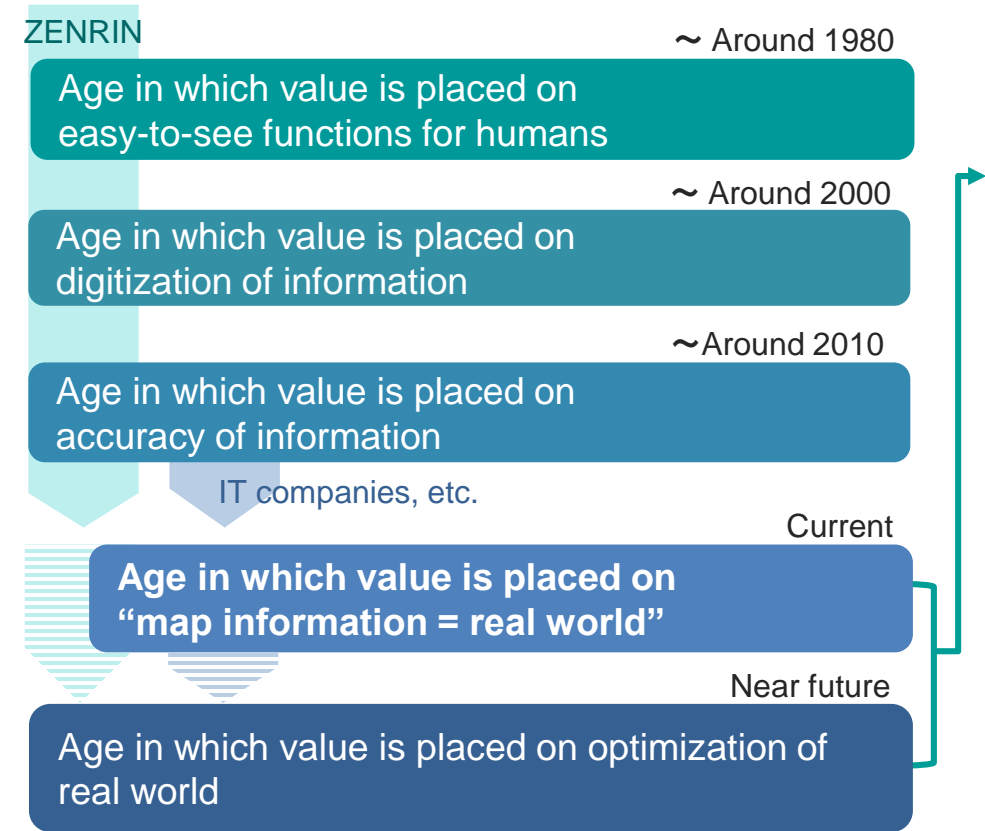 ZENRIN
～ Around 1980
Age in which value is placed on
easy-to-see functions for humans
～ Around 2000
Age in which value is placed on
digitization of information
～Around 2010
Age in which value is placed on
accuracy of information
IT companies, etc.
Current
Age in which value is placed on
“map information = real world”
Near future
Age in which value is placed on optimization of
real world